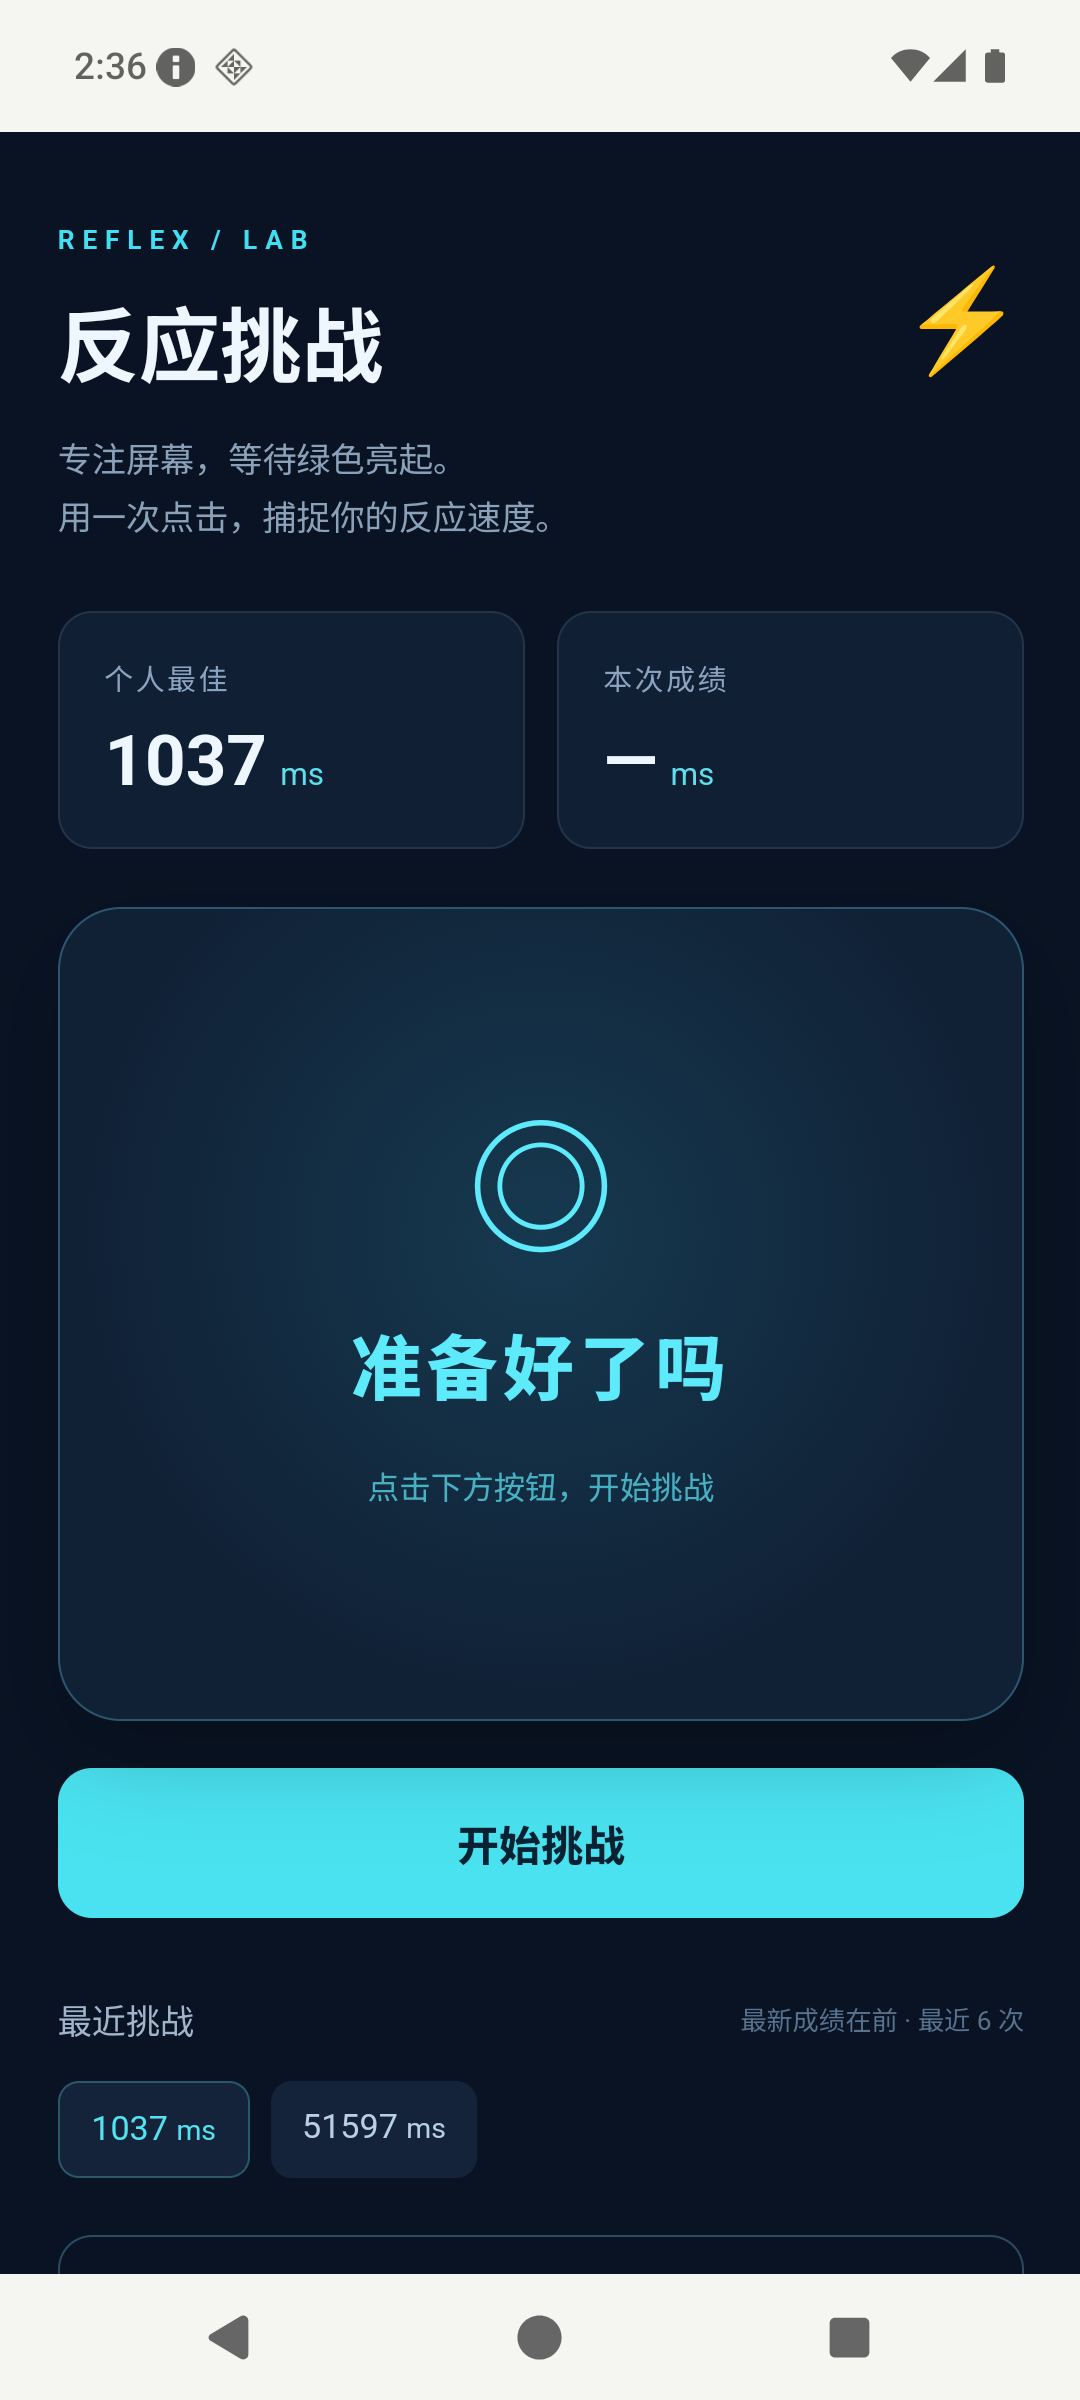 2:36
REFLEX / LAB
反应挑战
专注屏幕，等待绿色亮起。
用一次点击，捕捉你的反应速度。
个人最佳
1037 ms
本次成绩
— ms
准备好了吗
点击下方按钮，开始挑战
开始挑战
最近挑战
最新成绩在前 · 最近 6 次
1037 ms
51597 ms